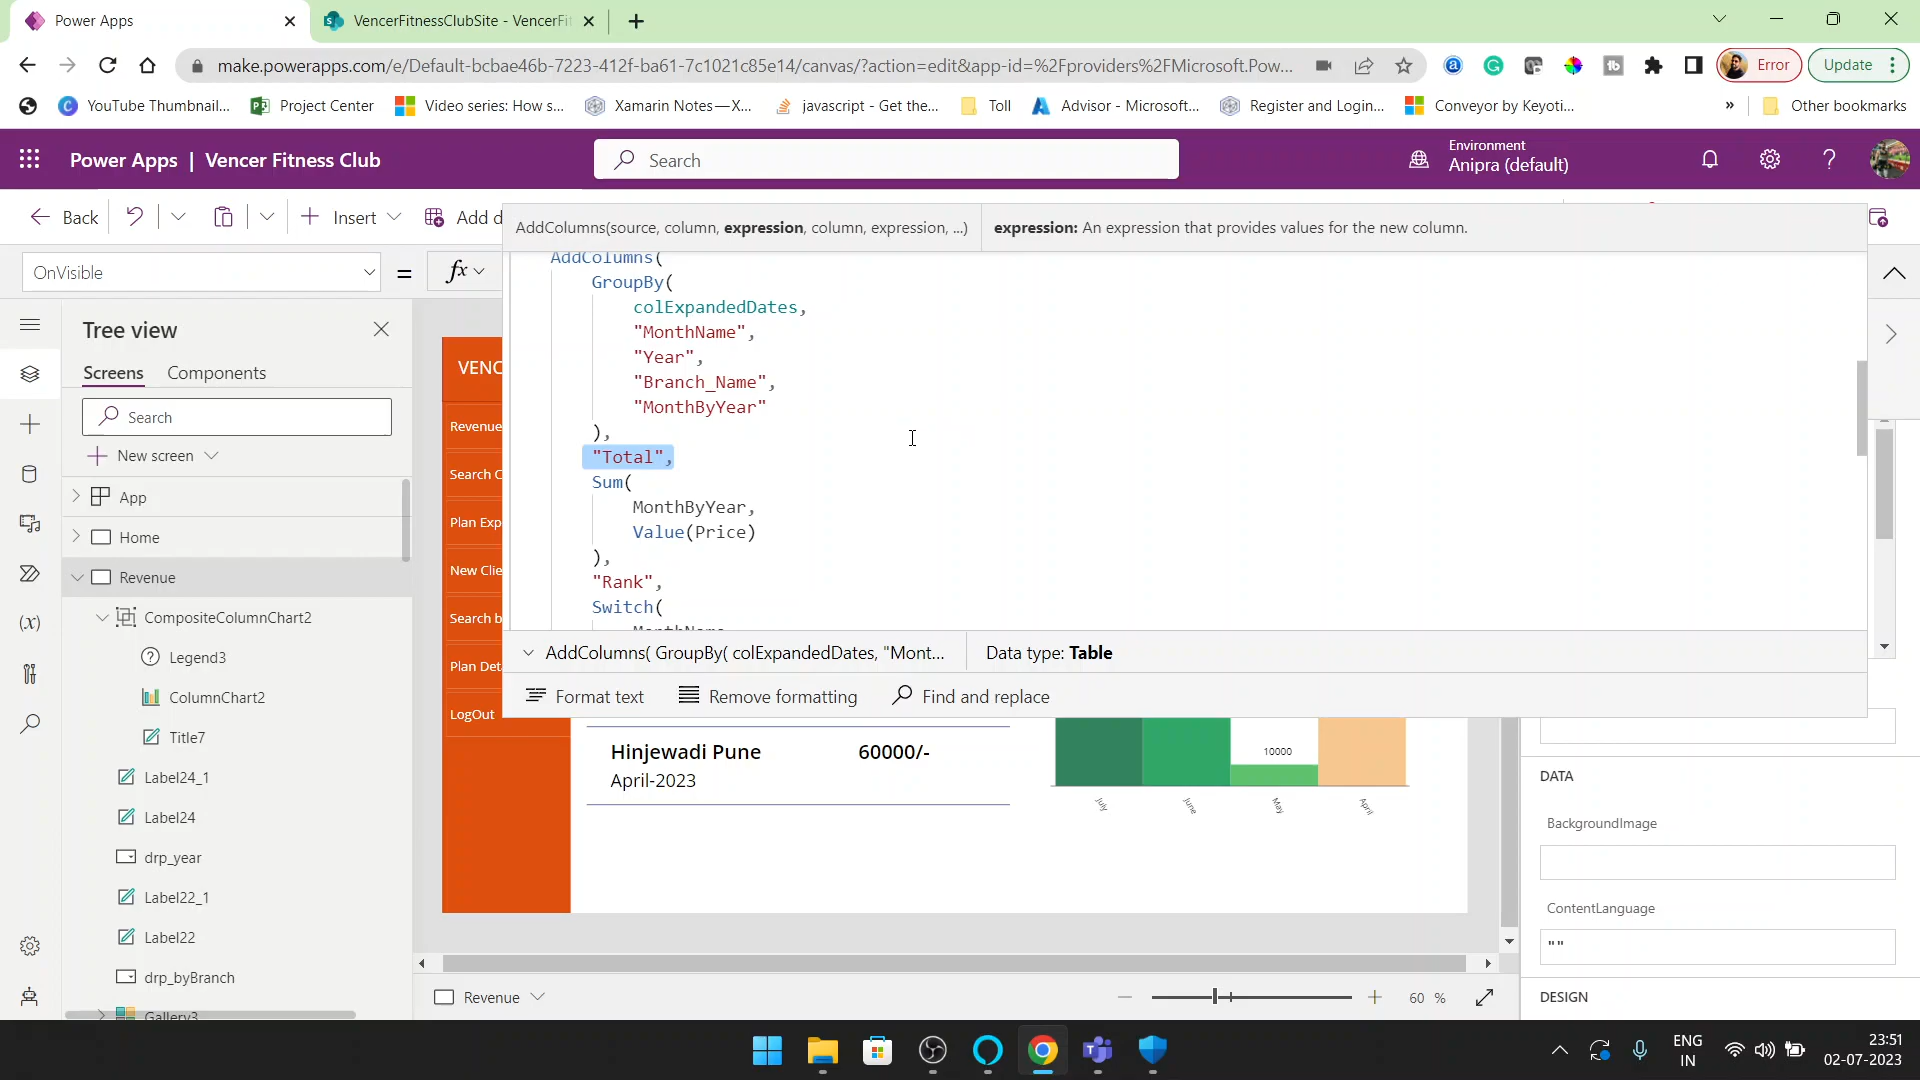 Power Apps
VencerFitnessClubSite - VencerFit
make.powerapps.com/e/Default-bcbae46b-7223-412f-ba61-7c1021c85e14/canvas/?action=edit&app-id=%2Fproviders%2FMicrosoft.Pow...
Error
Update
YouTube Thumbnail...
Project Center
Video series: How s...
Xamarin Notes—X...
javascript - Get the...
Toll
Advisor - Microsoft...
Register and Login...
Conveyor by Keyoti...
»
Other bookmarks
Power Apps | Vencer Fitness Club
Search
Environment
Anipra (default)
Back
Insert
Add d
AddColumns(source, column, expression, column, expression, ...)
expression: An expression that provides values for the new column.
OnVisible
=
fx
AddColumns(
GroupBy(
colExpandedDates,
"MonthName",
"Year",
"Branch_Name",
"MonthByYear"
),
"Total",
Sum(
MonthByYear,
Value(Price)
),
"Rank",
Switch(
MonthName
AddColumns( GroupBy( colExpandedDates, "Mont...
Data type: Table
Format text
Remove formatting
Find and replace
Tree view
Screens
Components
Search
New screen
App
Home
Revenue
CompositeColumnChart2
Legend3
ColumnChart2
Title7
Label24_1
Label24
drp_year
Label22_1
Label22
drp_byBranch
Gallery3
VENC
Revenue
Search C
Plan Exp
New Clie
Search b
Plan Det
LogOut
Hinjewadi Pune
60000/-
April-2023
10000
July
June
May
April
DATA
BackgroundImage
ContentLanguage
""
DESIGN
Revenue
60 %
ENG
IN
23:51
02-07-2023